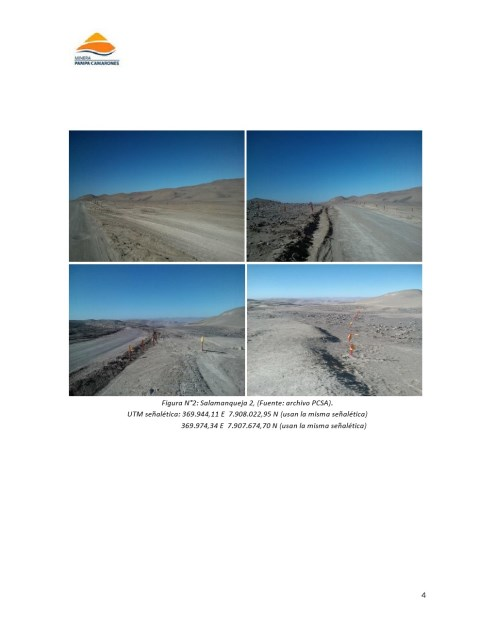 MINERA
PAMPA CAMARONES
Figura N°2: Salamanqueja 2, (Fuente: archivo PCSA).
UTM señalética: 369.944,11 E 7.908.022,95 N (usan la misma señalética)
369.974,34 E 7.907.674,70 N (usan la misma señalética)
4